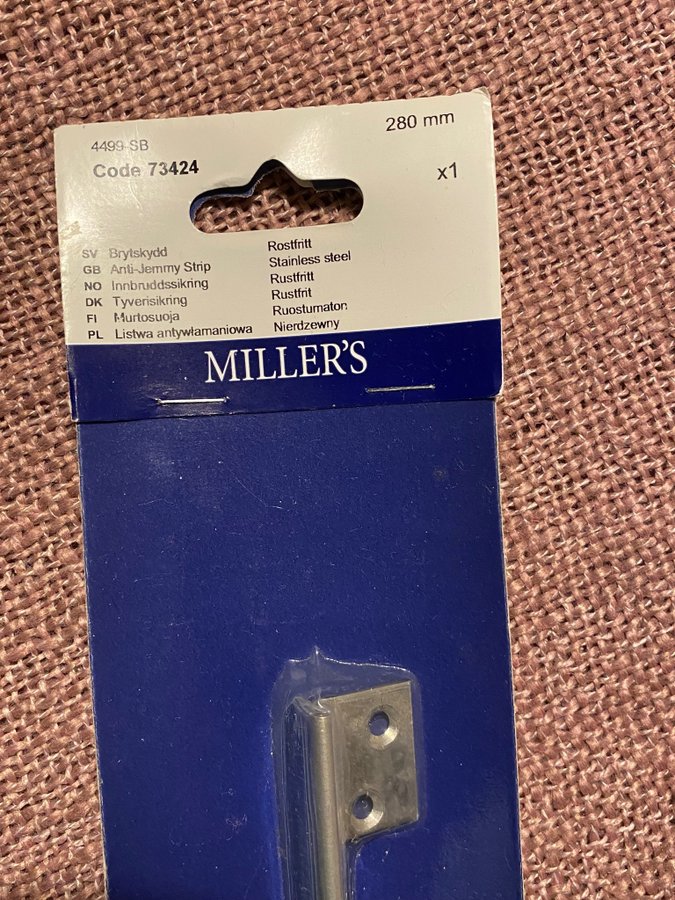 4499-SB
280 mm
Code 73424
x1
SV Brytskydd Rostfritt
GB Anti-Jemmy Strip Stainless steel
NO Innbruddssikring Rustfritt
DK Tyverisikring Rustfrit
FI Murtosuoja Ruostumaton
PL Listwa antywłamaniowa Nierdzewny
MILLER'S